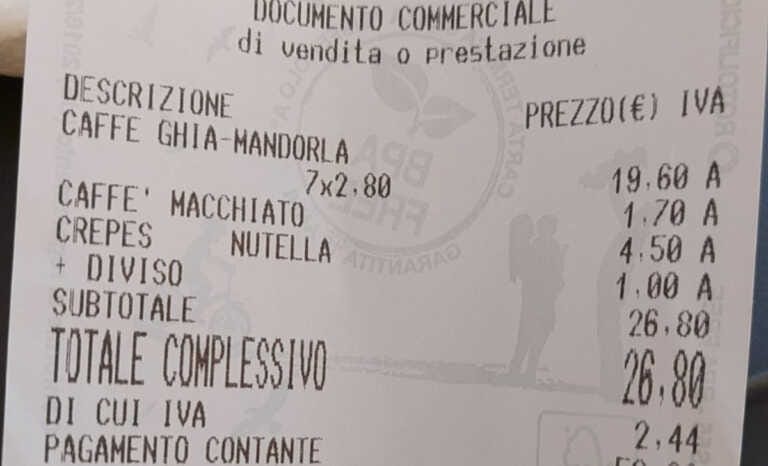 DOCUMENTO COMMERCIALE
di vendita o prestazione
DESCRIZIONE PREZZO(€) IVA
CAFFE GHIA-MANDORLA
7x2,80 19,60 A
CAFFE' MACCHIATO 1,70 A
CREPES NUTELLA 4,50 A
+ DIVISO 1,00 A
SUBTOTALE 26,80
TOTALE COMPLESSIVO 26,80
DI CUI IVA 2,44
PAGAMENTO CONTANTE